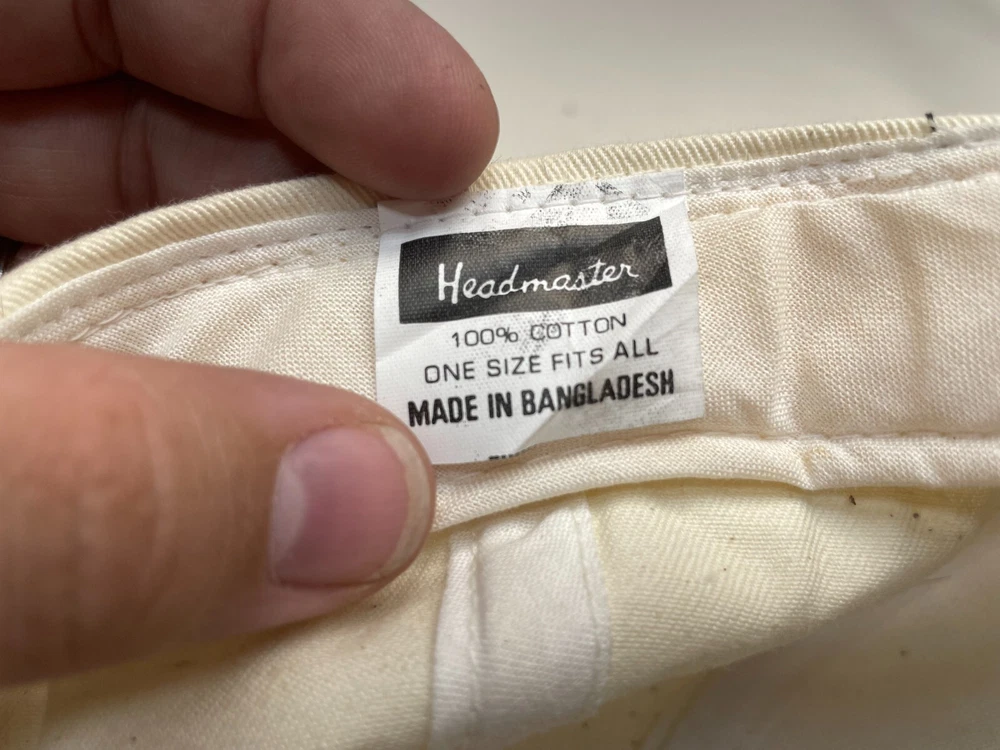 Headmaster
100% COTTON
ONE SIZE FITS ALL
MADE IN BANGLADESH